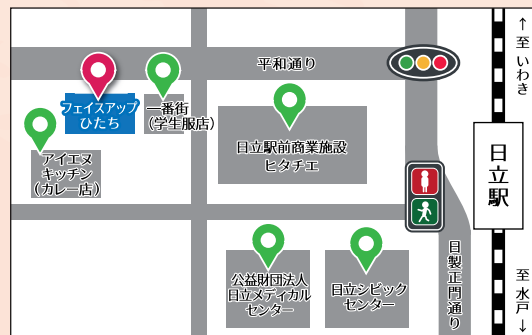 平和通り
↑至いわき
フェイスアップ
ひたち
一番街
（学生服店）
日立駅前商業施設
ヒタチエ
アイエヌ
キッチン
（カレー店）
日立駅
公益財団法人
日立メディカル
センター
日立シビック
センター
日製正門通り
至水戸↓